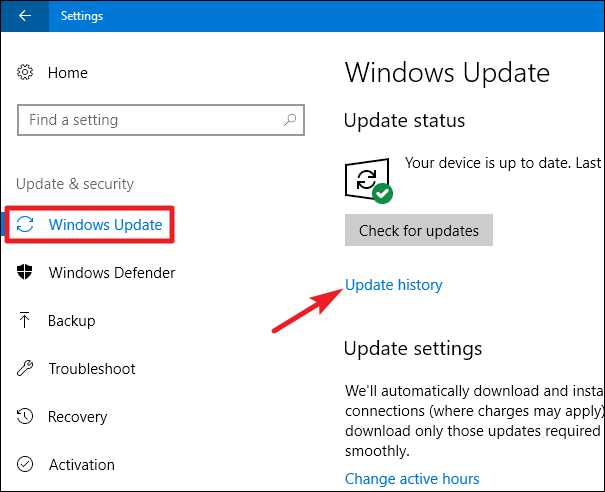 Settings
Home
Find a setting
Update & security
Windows Update
Windows Defender
Backup
Troubleshoot
Recovery
Activation
Windows Update
Update status
Your device is up to date. Last
Check for updates
Update history
Update settings
We'll automatically download and insta
connections (where charges may apply)
download only those updates required
smoothly.
Change active hours